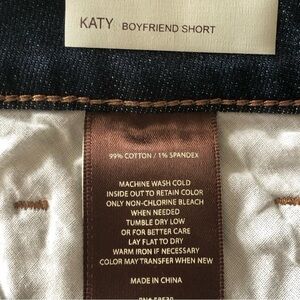 KATY BOYFRIEND SHORT
99% COTTON / 1% SPANDEX
MACHINE WASH COLD
INSIDE OUT TO RETAIN COLOR
ONLY NON-CHLORINE BLEACH
WHEN NEEDED
TUMBLE DRY LOW
OR FOR BETTER CARE
LAY FLAT TO DRY
WARM IRON IF NECESSARY
COLOR MAY TRANSFER WHEN NEW
MADE IN CHINA